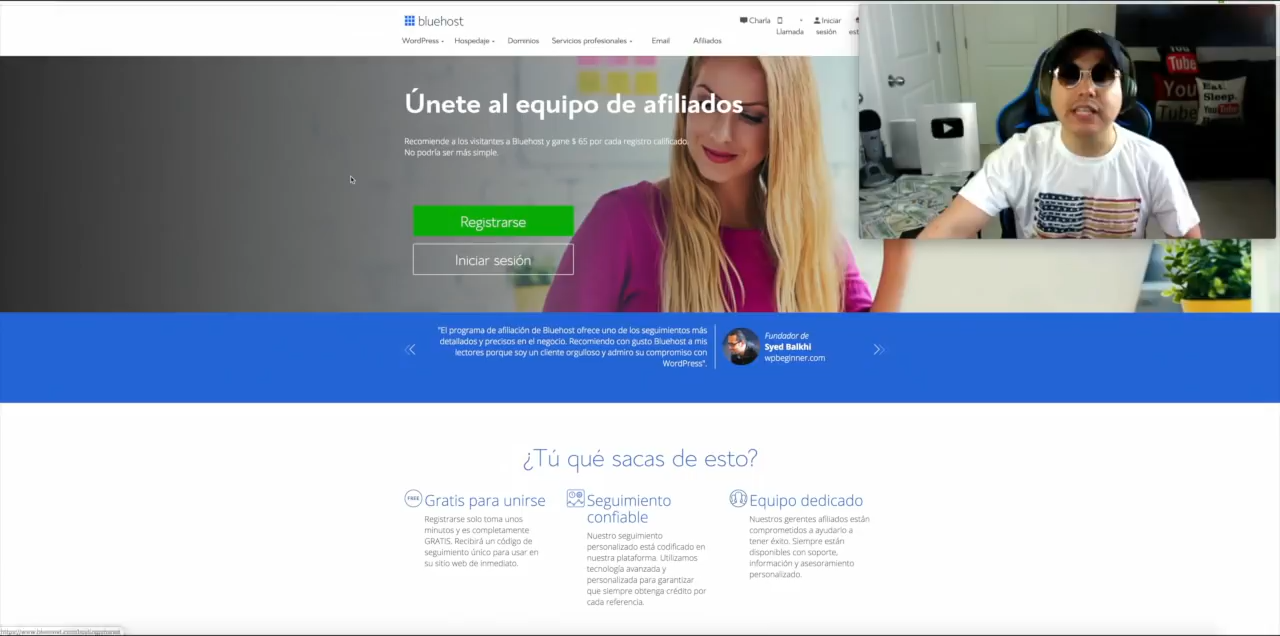 bluehost
Charla
Llamada
Iniciar
sesión
est
WordPress
Hospedaje
Dominios
Servicios profesionales
Email
Afiliados
Únete al equipo de afiliados
Recomiende a los visitantes a Bluehost y gane $ 65 por cada registro calificado.
No podría ser más simple.
Registrarse
Iniciar sesión
"El programa de afiliación de Bluehost ofrece uno de los seguimientos más
detallados y precisos en el negocio. Recomiendo con gusto Bluehost a mis
lectores porque soy un cliente orgulloso y admiro su compromiso con
WordPress".
Fundador de
Syed Balkhi
wpbeginner.com
¿Tú qué sacas de esto?
FREE
Gratis para unirse
Registrarse solo toma unos
minutos y es completamente
GRATIS. Recibirá un código de
seguimiento único para usar en
su sitio web de inmediato.
Seguimiento
confiable
Nuestro seguimiento
personalizado está codificado en
nuestra plataforma. Utilizamos
tecnología avanzada y
personalizada para garantizar
que siempre obtenga crédito por
cada referencia.
Equipo dedicado
Nuestros gerentes afiliados están
comprometidos a ayudarlo a
tener éxito. Siempre están
disponibles con soporte,
información y asesoramiento
personalizado.
You
Tube
You
Tube
Eat.
Sleep.
YouTube